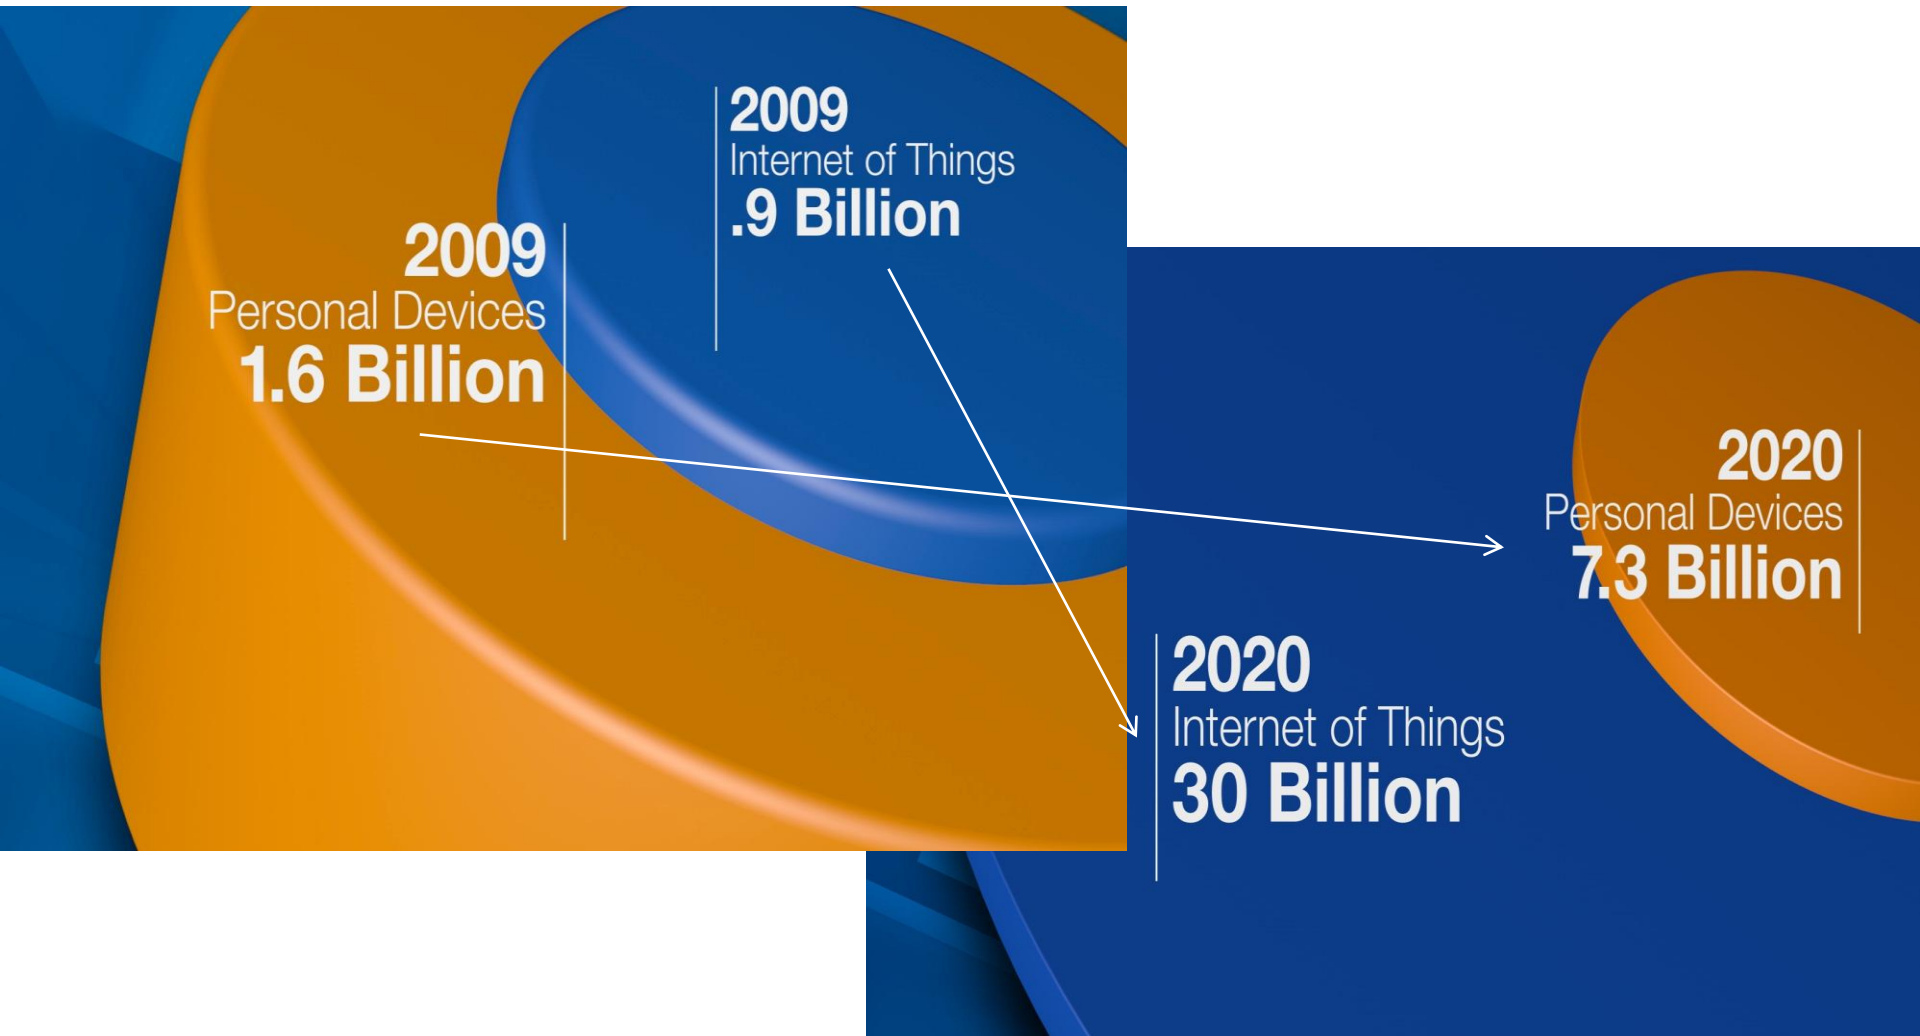 2009
Internet of Things
.9 Billion
2009
Personal Devices
1.6 Billion
2020
Personal Devices
7.3 Billion
2020
Internet of Things
30 Billion